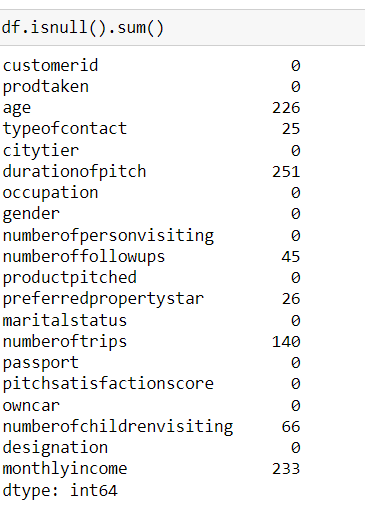 df.isnull().sum()
customerid 0
prodtaken 0
age 226
typeofcontact 25
citytier 0
durationofpitch 251
occupation 0
gender 0
numberofpersonvisiting 0
numberoffollowups 45
productpitched 0
preferredpropertystar 26
maritalstatus 0
numberoftrips 140
passport 0
pitchsatisfactionscore 0
owncar 0
numberofchildrenvisiting 66
designation 0
monthlyincome 233
dtype: int64